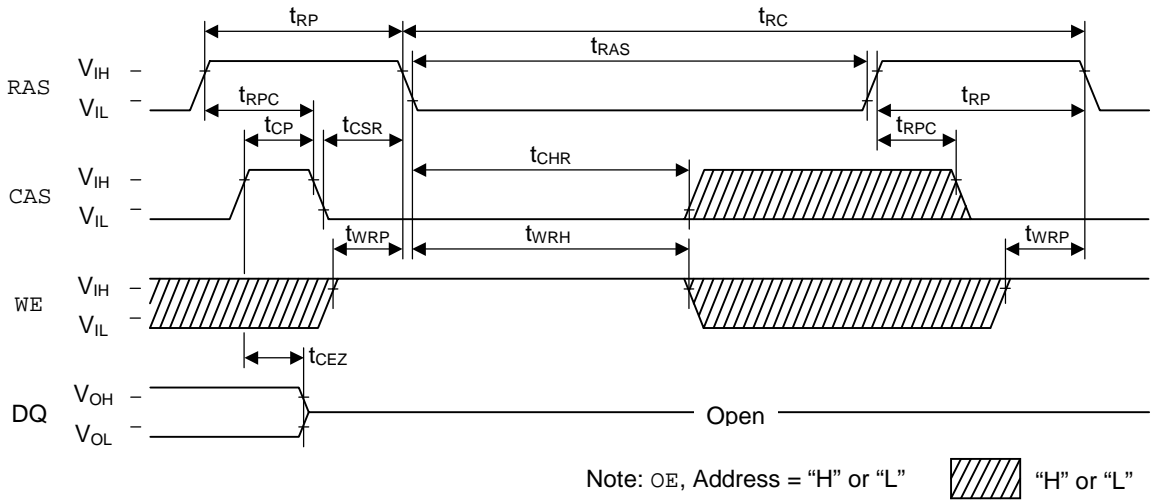 tRP tRC
tRAS
RAS VIH
VIL
tRPC tRP
tCP tCSR tRPC
tCHR
CAS VIH
VIL
tWRP tWRH tWRP
WE VIH
VIL
tCEZ
DQ VOH
VOL
Open
Note: OE, Address = “H” or “L” “H” or “L”